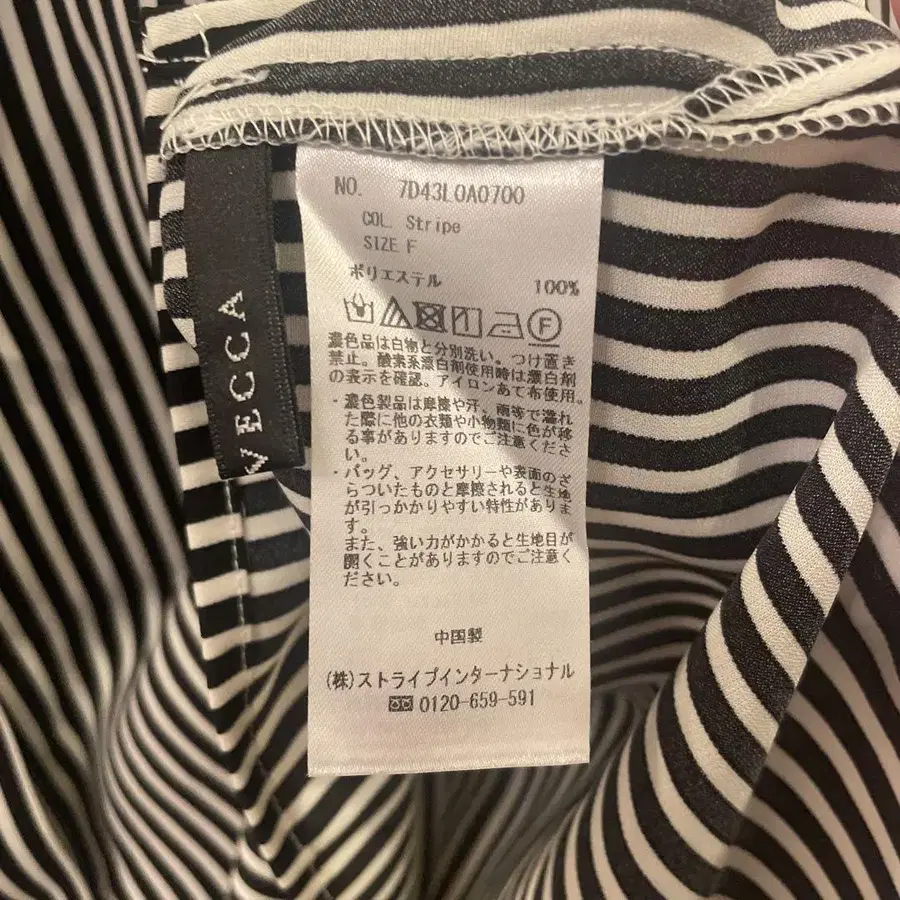 NO. 7D43L0A0700
COL. Stripe
SIZE F
ポリエステル 100%
F
濃色品は白物と分別洗い。つけ置き
禁止。酸素系漂白剤使用時は漂白剤
の表示を確認。アイロンあて布使用。
・濃色製品は摩擦や汗、雨等で濡れ
た際に他の衣類や小物類に色が移
る事がありますのでご注意くださ
い。
・バッグ、アクセサリーや表面のざ
らついたものと摩擦されると生地
が引っかかりやすい特性がありま
す。
また、強い力がかかると生地目が
開くことがありますのでご注意く
ださい。
中国製
(株)ストライプインターナショナル
0120-659-591
VECCA